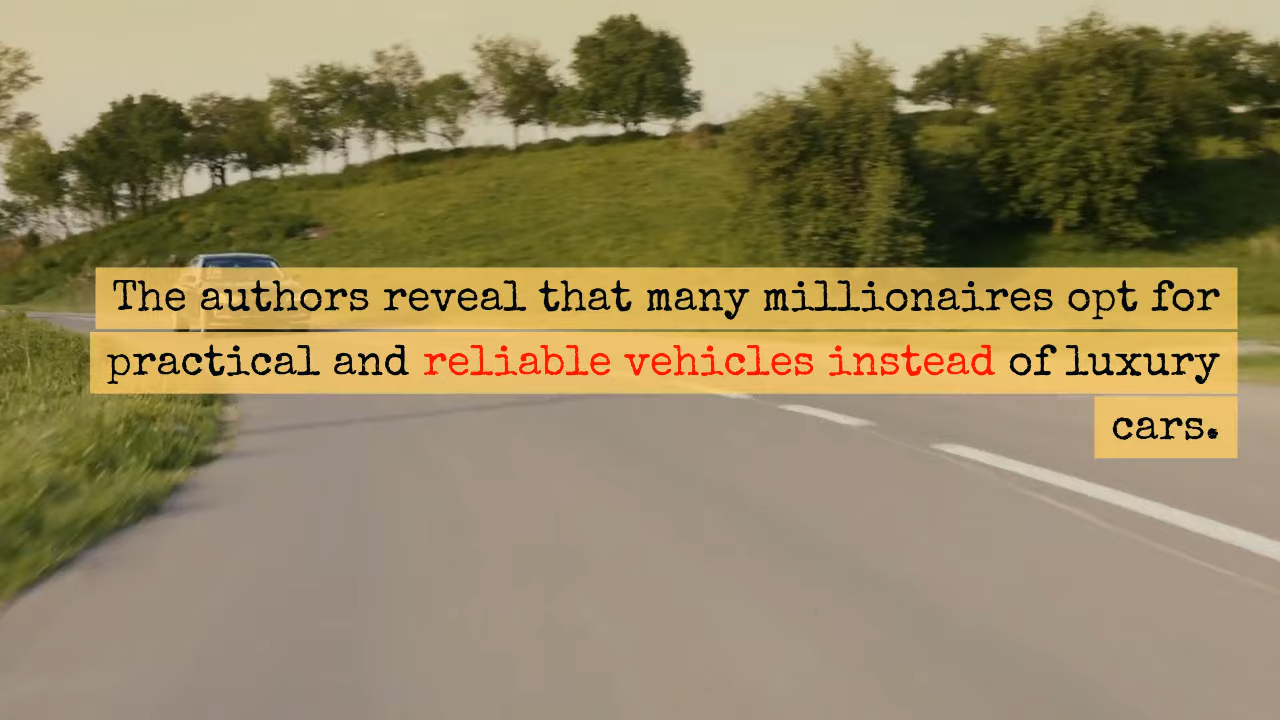 The authors reveal that many millionaires opt for
practical and reliable vehicles instead of luxury
cars.